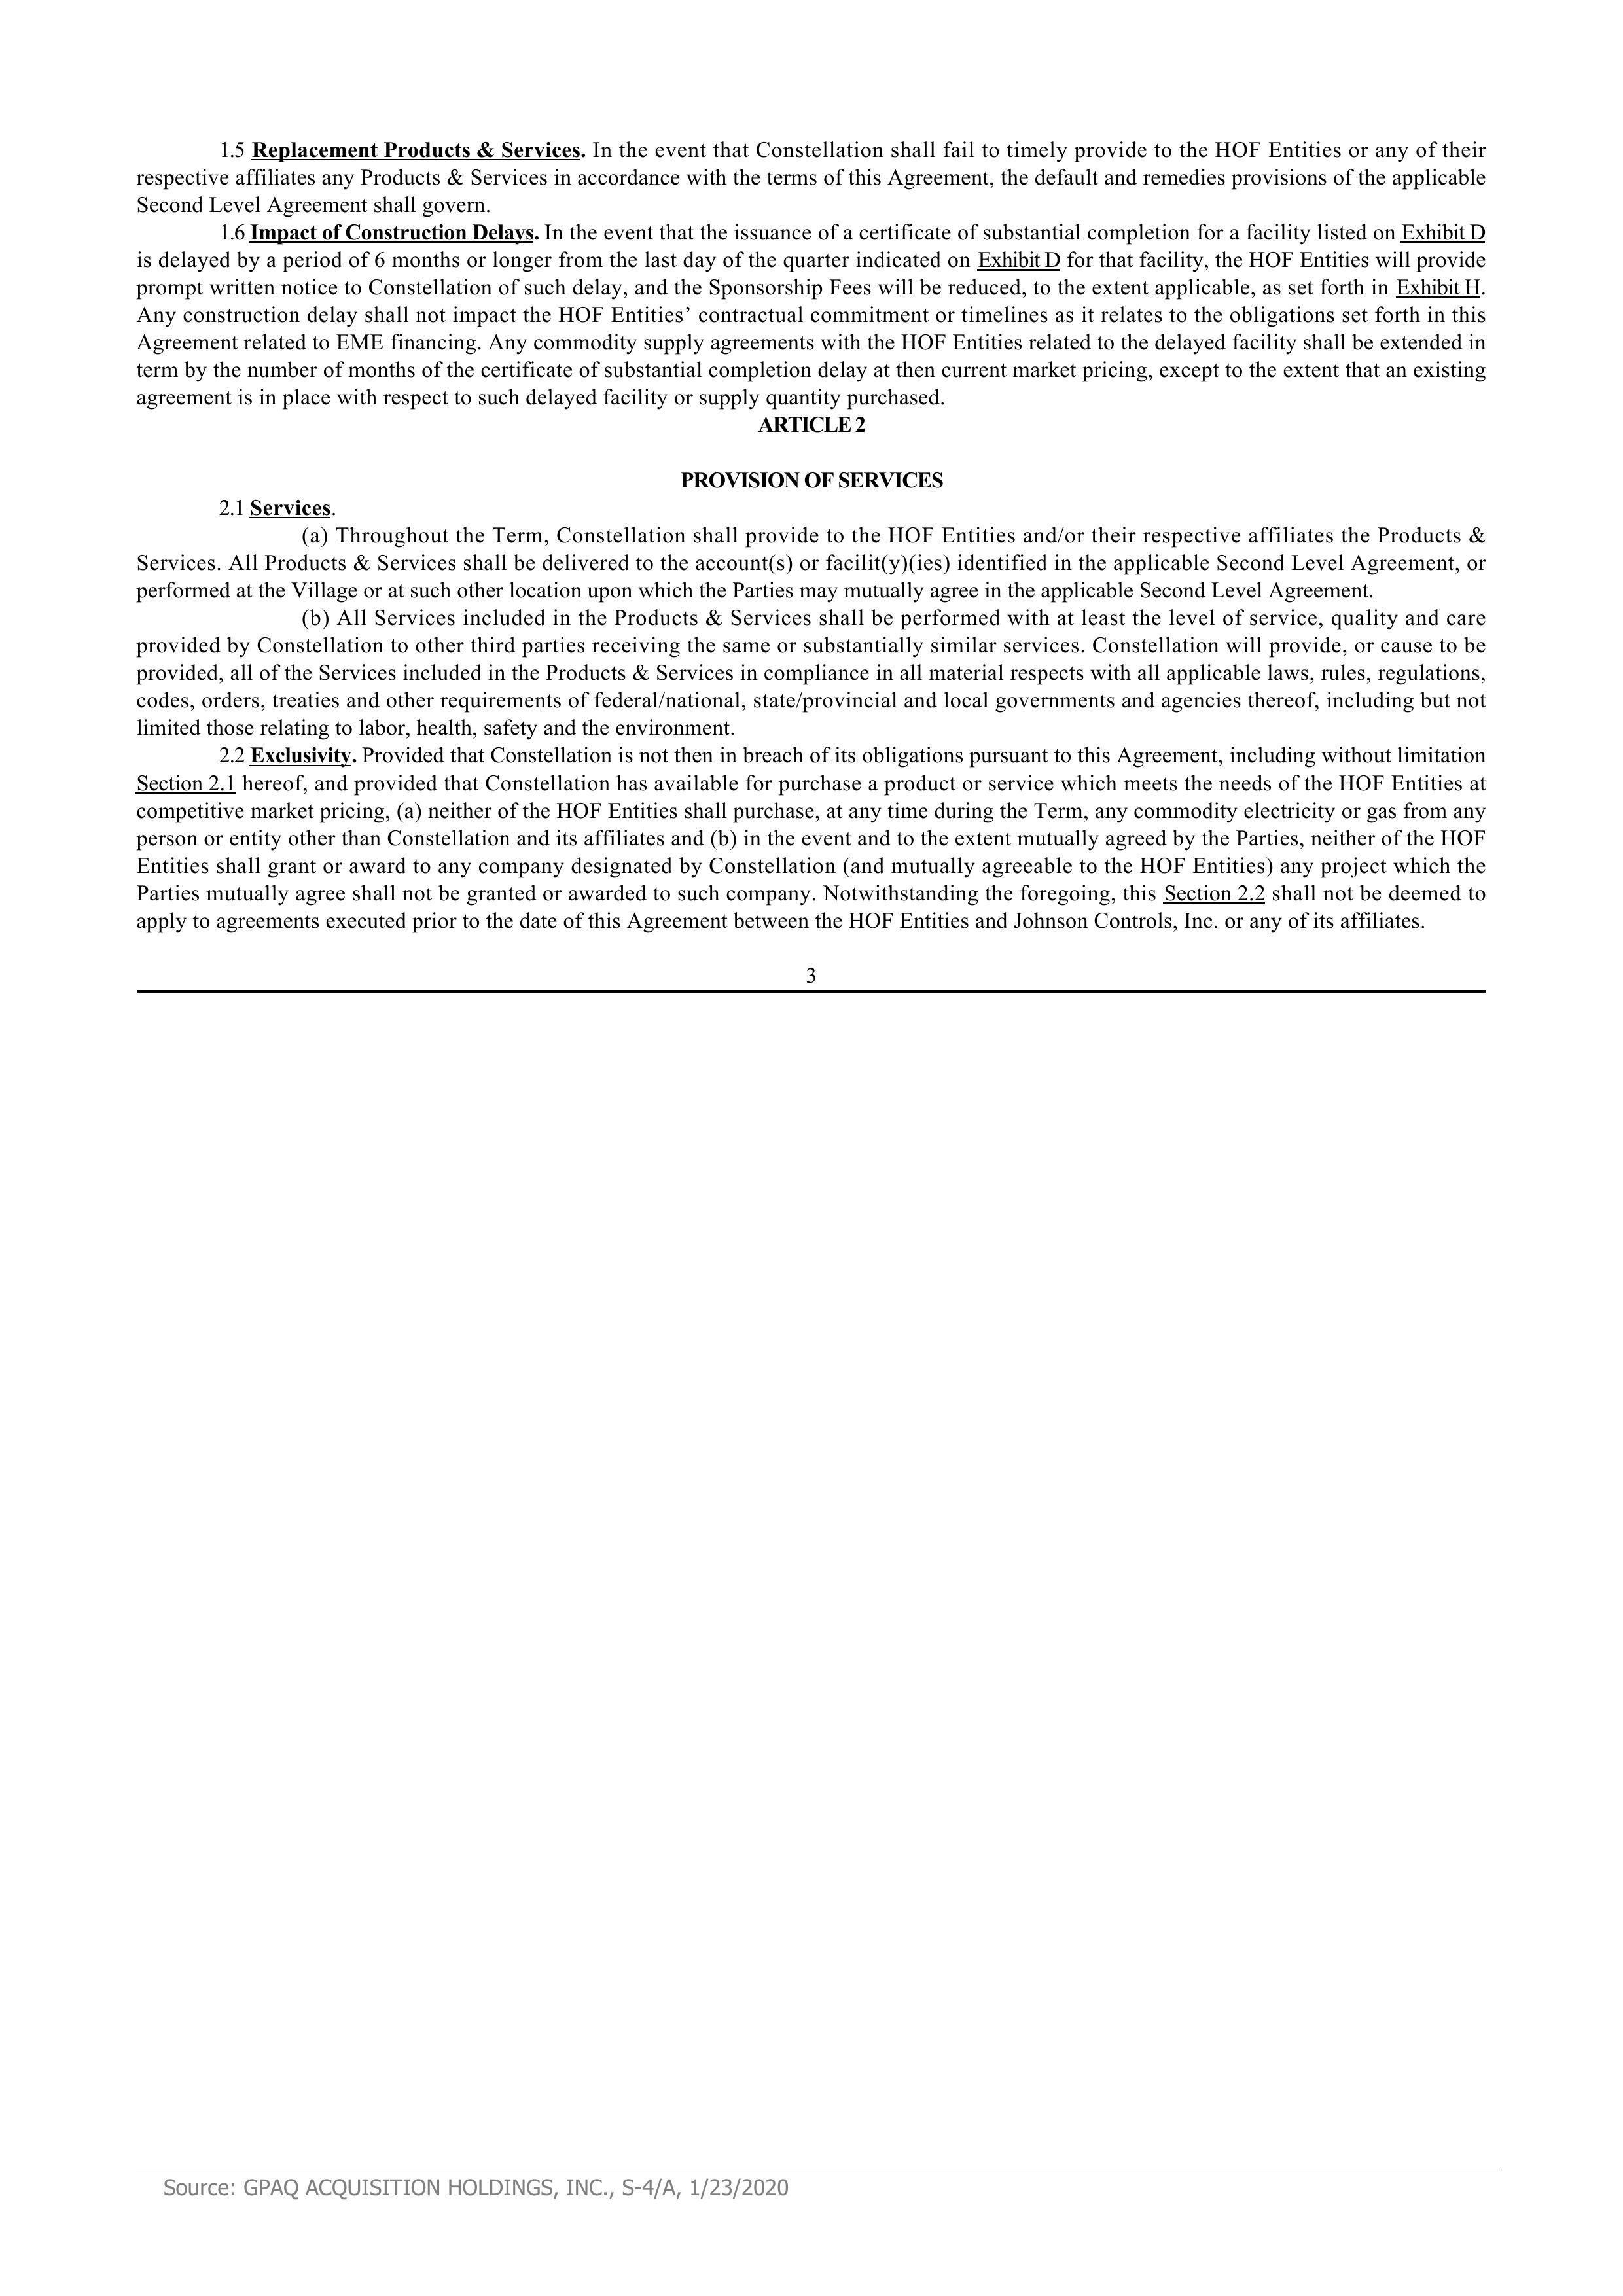 1.5 Replacement Products & Services. In the event that Constellation shall fail to timely provide to the HOF Entities or any of their
respective affiliates any Products & Services in accordance with the terms of this Agreement, the default and remedies provisions of the applicable
Second Level Agreement shall govern.
1.6 Impact of Construction Delays. In the event that the issuance of a certificate of substantial completion for a facility listed on Exhibit D
is delayed by a period of 6 months or longer from the last day of the quarter indicated on Exhibit D for that facility, the HOF Entities will provide
prompt written notice to Constellation of such delay, and the Sponsorship Fees will be reduced, to the extent applicable, as set forth in Exhibit H.
Any construction delay shall not impact the HOF Entities’ contractual commitment or timelines as it relates to the obligations set forth in this
Agreement related to EME financing. Any commodity supply agreements with the HOF Entities related to the delayed facility shall be extended in
term by the number of months of the certificate of substantial completion delay at then current market pricing, except to the extent that an existing
agreement is in place with respect to such delayed facility or supply quantity purchased.
ARTICLE 2
PROVISION OF SERVICES
2.1 Services.
(a) Throughout the Term, Constellation shall provide to the HOF Entities and/or their respective affiliates the Products &
Services. All Products & Services shall be delivered to the account(s) or facilit(y)(ies) identified in the applicable Second Level Agreement, or
performed at the Village or at such other location upon which the Parties may mutually agree in the applicable Second Level Agreement.
(b) All Services included in the Products & Services shall be performed with at least the level of service, quality and care
provided by Constellation to other third parties receiving the same or substantially similar services. Constellation will provide, or cause to be
provided, all of the Services included in the Products & Services in compliance in all material respects with all applicable laws, rules, regulations,
codes, orders, treaties and other requirements of federal/national, state/provincial and local governments and agencies thereof, including but not
limited those relating to labor, health, safety and the environment.
2.2 Exclusivity. Provided that Constellation is not then in breach of its obligations pursuant to this Agreement, including without limitation
Section 2.1 hereof, and provided that Constellation has available for purchase a product or service which meets the needs of the HOF Entities at
competitive market pricing, (a) neither of the HOF Entities shall purchase, at any time during the Term, any commodity electricity or gas from any
person or entity other than Constellation and its affiliates and (b) in the event and to the extent mutually agreed by the Parties, neither of the HOF
Entities shall grant or award to any company designated by Constellation (and mutually agreeable to the HOF Entities) any project which the
Parties mutually agree shall not be granted or awarded to such company. Notwithstanding the foregoing, this Section 2.2 shall not be deemed to
apply to agreements executed prior to the date of this Agreement between the HOF Entities and Johnson Controls, Inc. or any of its affiliates.
3
Source: GPAQ ACQUISITION HOLDINGS, INC., S-4/A, 1/23/2020